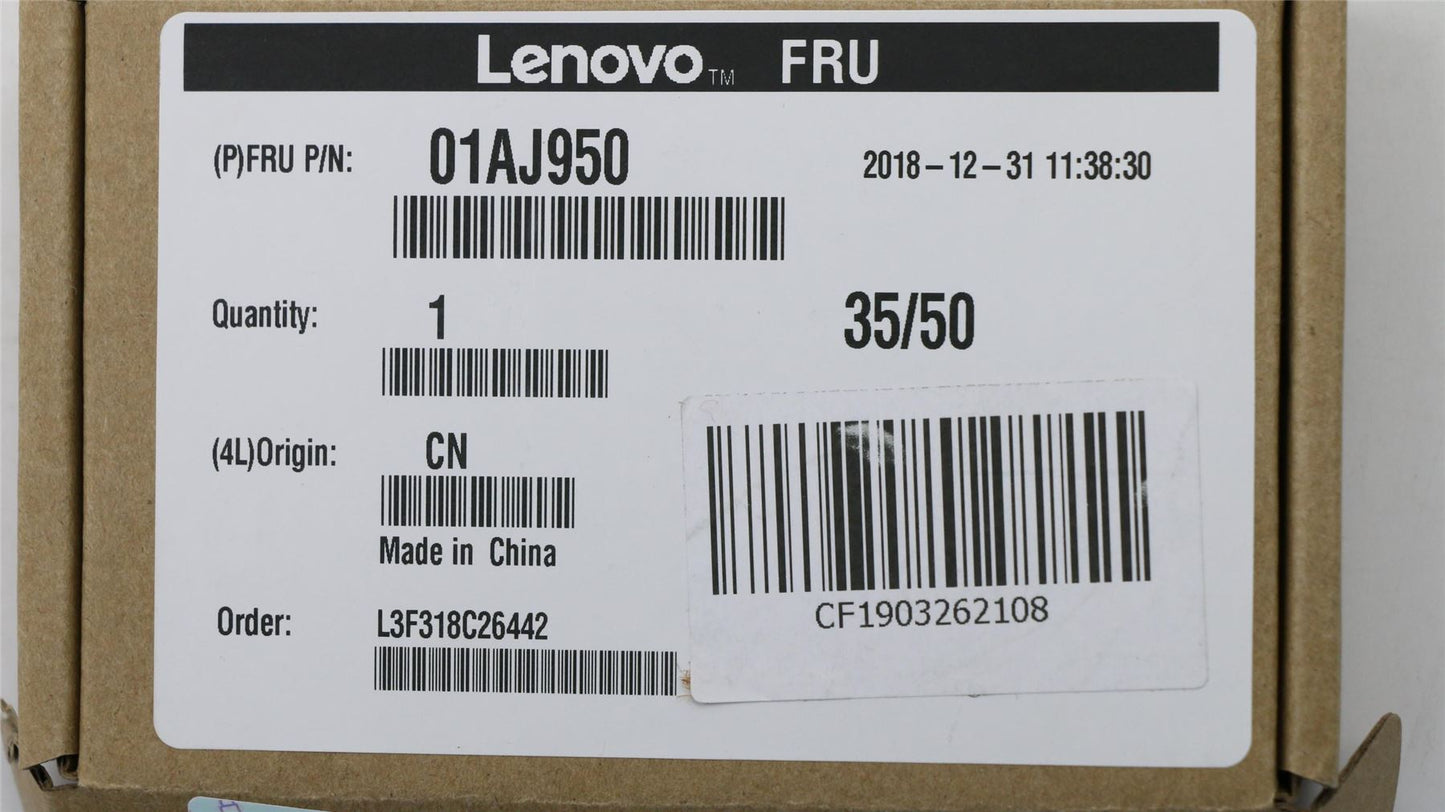 Lenovo™ FRU
(P)FRU P/N: 01AJ950
2018-12-31 11:38:30
Quantity: 1
35/50
(4L)Origin: CN
Made in China
Order: L3F318C26442
CF1903262108